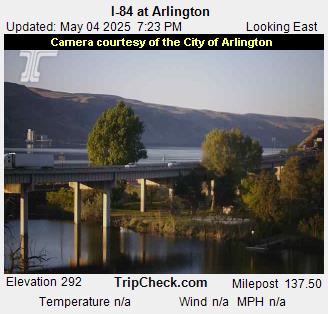 I-84 at Arlington
Updated: May 04 2025 7:23 PM Looking East
Camera courtesy of the City of Arlington
Elevation 292 TripCheck.com Milepost 137.50
Temperature n/a Wind n/a MPH n/a